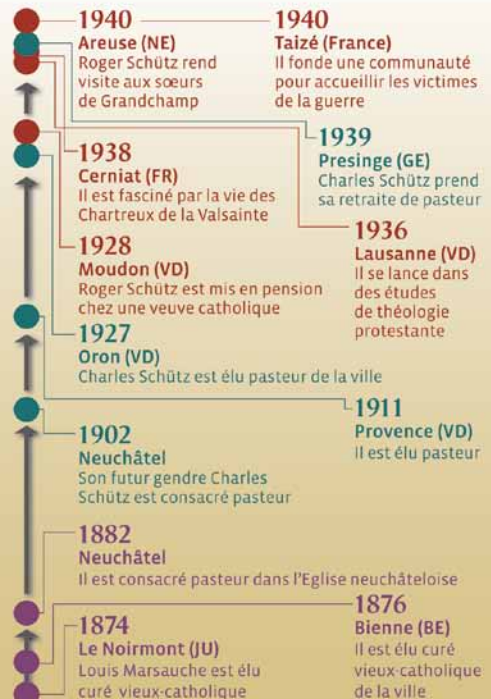 1940
Areuse (NE)
Roger Schütz rend
visite aux sœurs
de Grandchamp
1940
Taizé (France)
Il fonde une communauté
pour accueillir les victimes
de la guerre
1939
Presinge (GE)
Charles Schütz prend
sa retraite de pasteur
1938
Cerniat (FR)
Il est fasciné par la vie des
Chartreux de la Valsainte
1936
Lausanne (VD)
Il se lance dans
des études
de théologie
protestante
1928
Moudon (VD)
Roger Schütz est mis en pension
chez une veuve catholique
1927
Oron (VD)
Charles Schütz est élu pasteur de la ville
1911
Provence (VD)
Il est élu pasteur
1902
Neuchâtel
Son futur gendre Charles
Schütz est consacré pasteur
1882
Neuchâtel
Il est consacré pasteur dans l'Eglise neuchâteloise
1876
Bienne (BE)
Il est élu curé
vieux-catholique
de la ville
1874
Le Noirmont (JU)
Louis Marsauche est élu
curé vieux-catholique